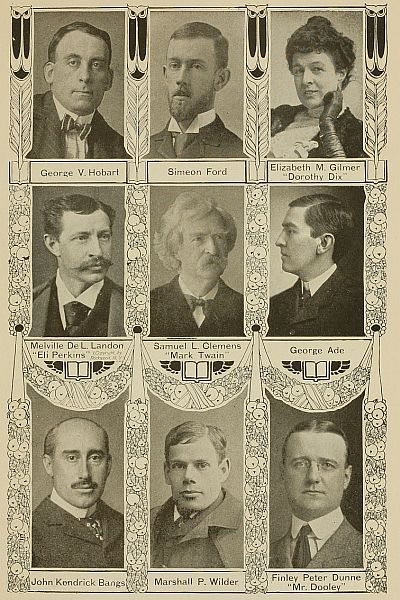 George V. Hobart
Simeon Ford
Elizabeth M. Gilmer
"Dorothy Dix"
Melville De L. Landon
"Eli Perkins"
Samuel L. Clemens
"Mark Twain"
George Ade
John Kendrick Bangs
Marshall P. Wilder
Finley Peter Dunne
"Mr. Dooley"